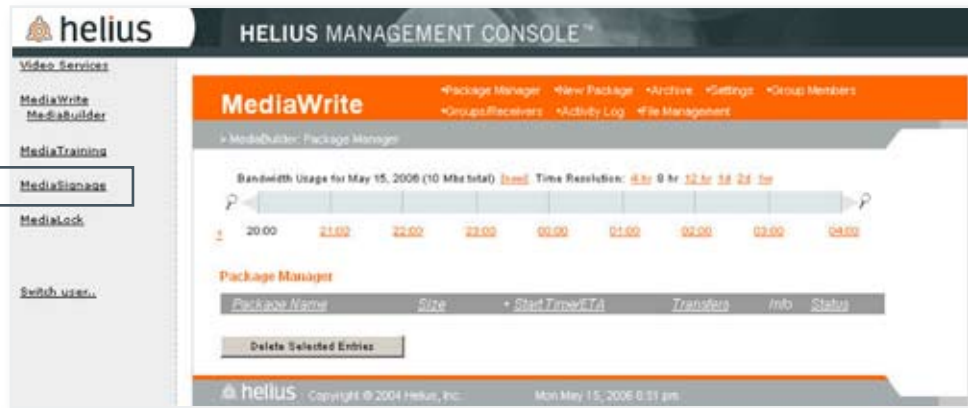 helius
HELIUS MANAGEMENT CONSOLE™
Video Services
MediaWrite
MediaBuilder
MediaTraining
MediaSignage
MediaLock
Switch user..
MediaWrite
•Package Manager •New Package •Archive •Settings •Group Members
•Groups/Receivers •Activity Log •File Management
» MediaBuilder: Package Manager
Bandwidth Usage for May 15, 2006 (10 Mbs total) Time Resolution: 4 hr 8 hr 12 hr 1d 2d 1w
20:00 21:00 22:00 23:00 00:00 01:00 02:00 03:00 04:00
Package Manager
Package Name Size Start Time/ETA Transfers Info Status
Delete Selected Entries
helius Copyright © 2004 Helius, Inc. Mon May 15, 2006 8:51 pm